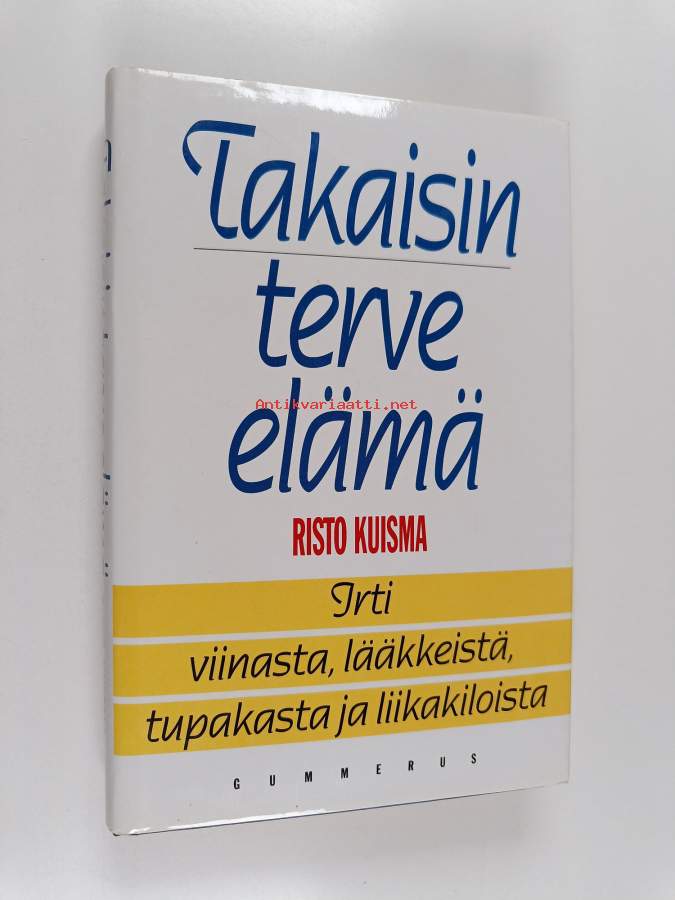 Takaisin
terve
elämä
Antikvariaatti.net
RISTO KUISMA
Irti
viinasta, lääkkeistä,
tupakasta ja liikakiloista
GUMMERUS